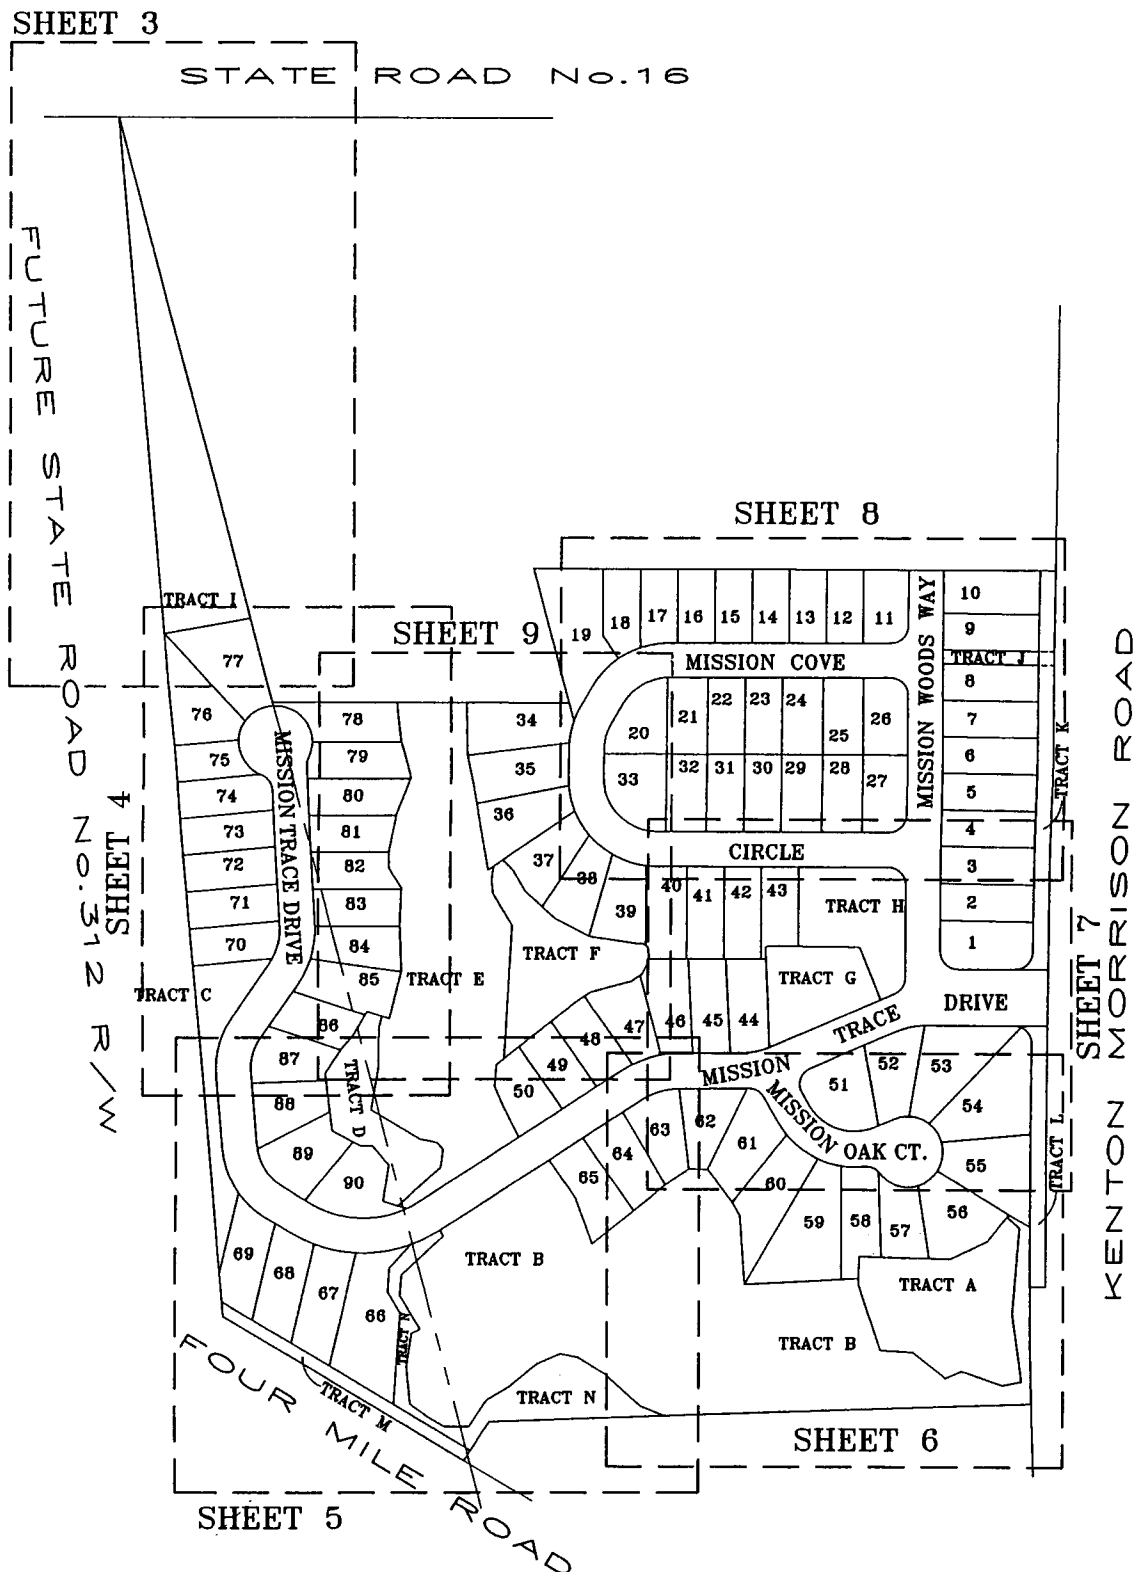 SHEET 3
STATE ROAD No.16
FUTURE STATE ROAD No.312 R/W
SHEET 8
TRACT I
SHEET 9
77
76
75
74
73
72
71
70
SHEET 4
MISSION TRACE DRIVE
78
79
80
81
82
83
84
85
86
87
88
89
90
TRACT C
TRACT D
TRACT E
TRACT F
34
35
36
37
38
39
19
18
17
16
15
14
13
12
11
MISSION COVE
20
21
22
23
24
25
26
33
32
31
30
29
28
27
CIRCLE
MISSION WOODS WAY
10
9
TRACT J
8
7
6
5
4
3
2
1
TRACT K
KENTON MORRISON ROAD
SHEET 7
40
41
42
43
TRACT H
TRACT G
50
49
48
47
46
45
44
MISSION TRACE DRIVE
51
52
53
54
55
56
57
58
59
60
61
62
63
64
65
MISSION OAK CT.
TRACT L
69
68
67
66
TRACT N
TRACT B
TRACT A
TRACT B
TRACT M
TRACT N
FOUR MILE ROAD
SHEET 6
SHEET 5